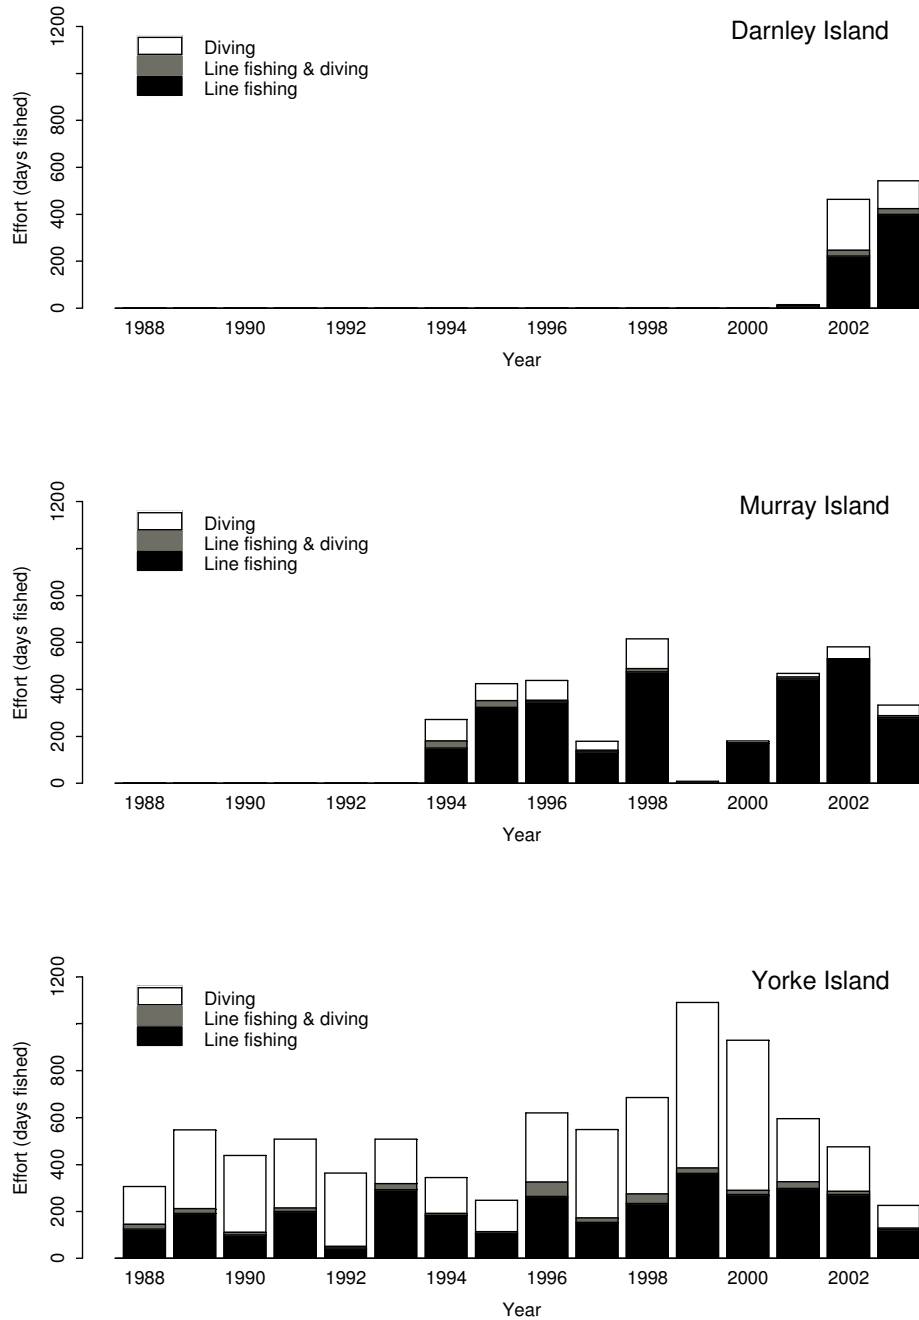 Darnley Island
Diving
Line fishing & diving
Line fishing
Effort (days fished)
1200
800
600
400
200
0
1988 1990 1992 1994 1996 1998 2000 2002
Year
Murray Island
Diving
Line fishing & diving
Line fishing
Effort (days fished)
1200
800
600
400
200
0
1988 1990 1992 1994 1996 1998 2000 2002
Year
Yorke Island
Diving
Line fishing & diving
Line fishing
Effort (days fished)
1200
800
600
400
200
0
1988 1990 1992 1994 1996 1998 2000 2002
Year